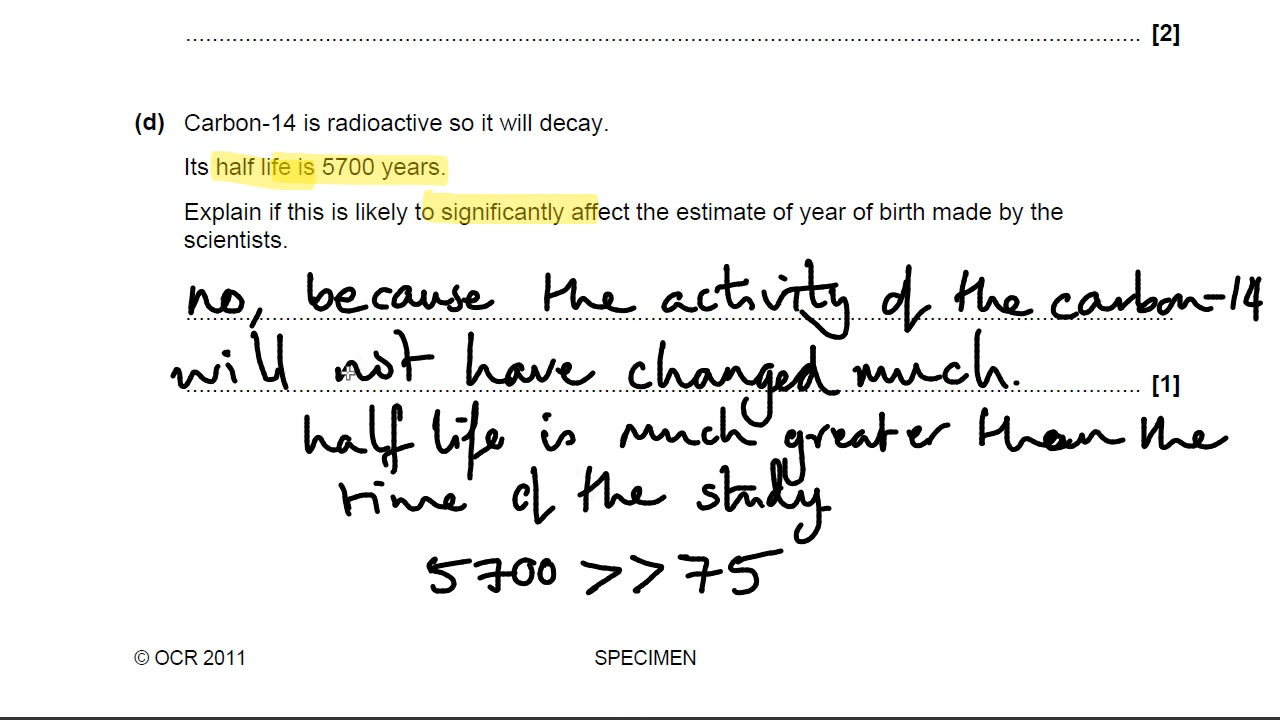 [2]
(d) Carbon-14 is radioactive so it will decay.
Its half life is 5700 years.
Explain if this is likely to significantly affect the estimate of year of birth made by the
scientists.
no, because the activity of the carbon-14
will not have changed much.
[1]
half life is much greater than the
time of the study
5700 >> 75
© OCR 2011 SPECIMEN